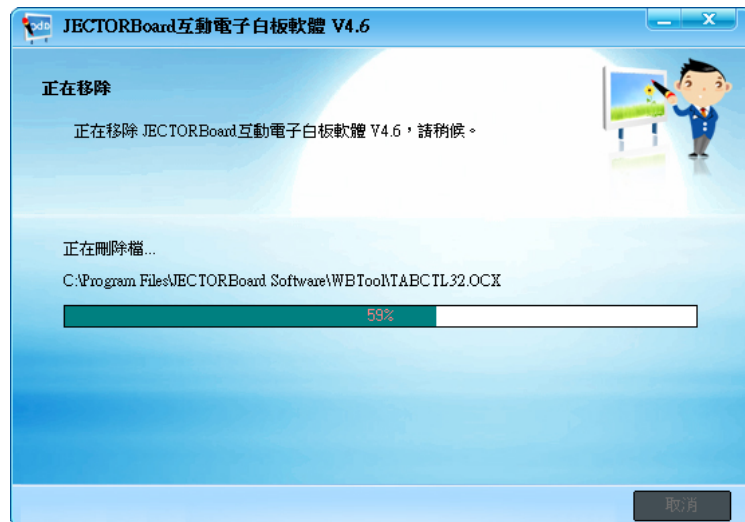 JECTORBoard互動電子白板軟體 V4.6
正在移除
正在移除 JECTORBoard互動電子白板軟體 V4.6，請稍候。
正在刪除檔...
C:\Program Files\JECTORBoard Software\WBTool\TABCTL32.OCX
59%
取消